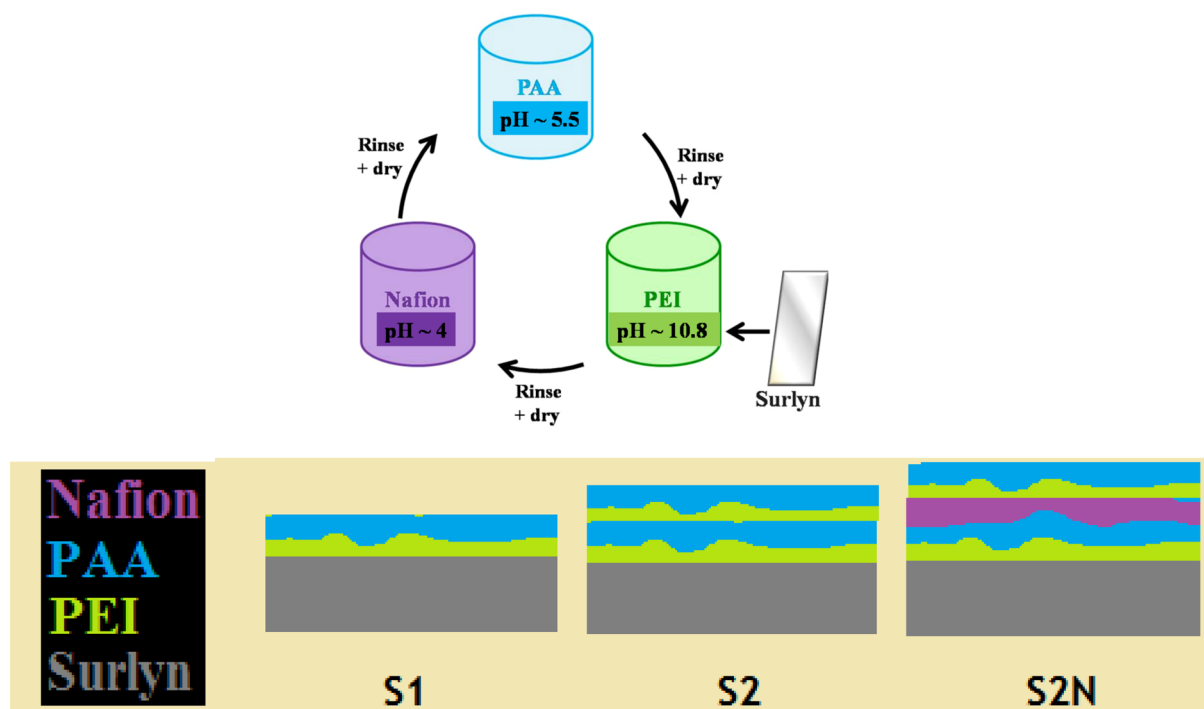 PAA
pH ~ 5.5
Rinse
+ dry
Rinse
+ dry
Nafion
pH ~ 4
PEI
pH ~ 10.8
Rinse
+ dry
Surlyn
Nafion
PAA
PEI
Surlyn
S1
S2
S2N